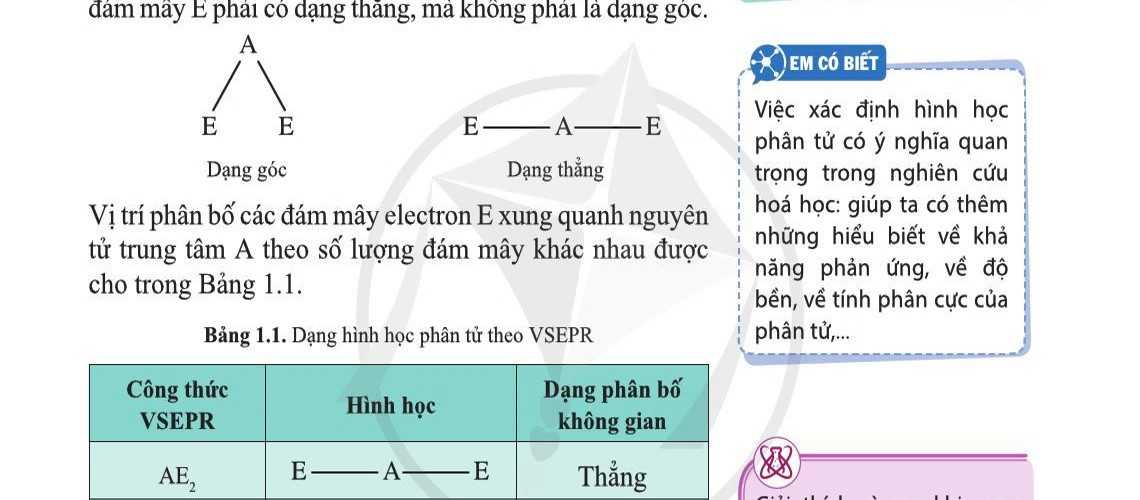 đám mây E phải có dạng thẳng, mà không phải là dạng góc.
A
E E
Dạng góc
E A E
Dạng thẳng
Vị trí phân bố các đám mây electron E xung quanh nguyên
tử trung tâm A theo số lượng đám mây khác nhau được
cho trong Bảng 1.1.
Bảng 1.1. Dạng hình học phân tử theo VSEPR
Công thức
VSEPR
Hình học
Dạng phân bố
không gian
AE₂
E A E
Thẳng
EM CÓ BIẾT
Việc xác định hình học
phân tử có ý nghĩa quan
trọng trong nghiên cứu
hoá học: giúp ta có thêm
những hiểu biết về khả
năng phản ứng, về độ
bền, về tính phân cực của
phân tử,...